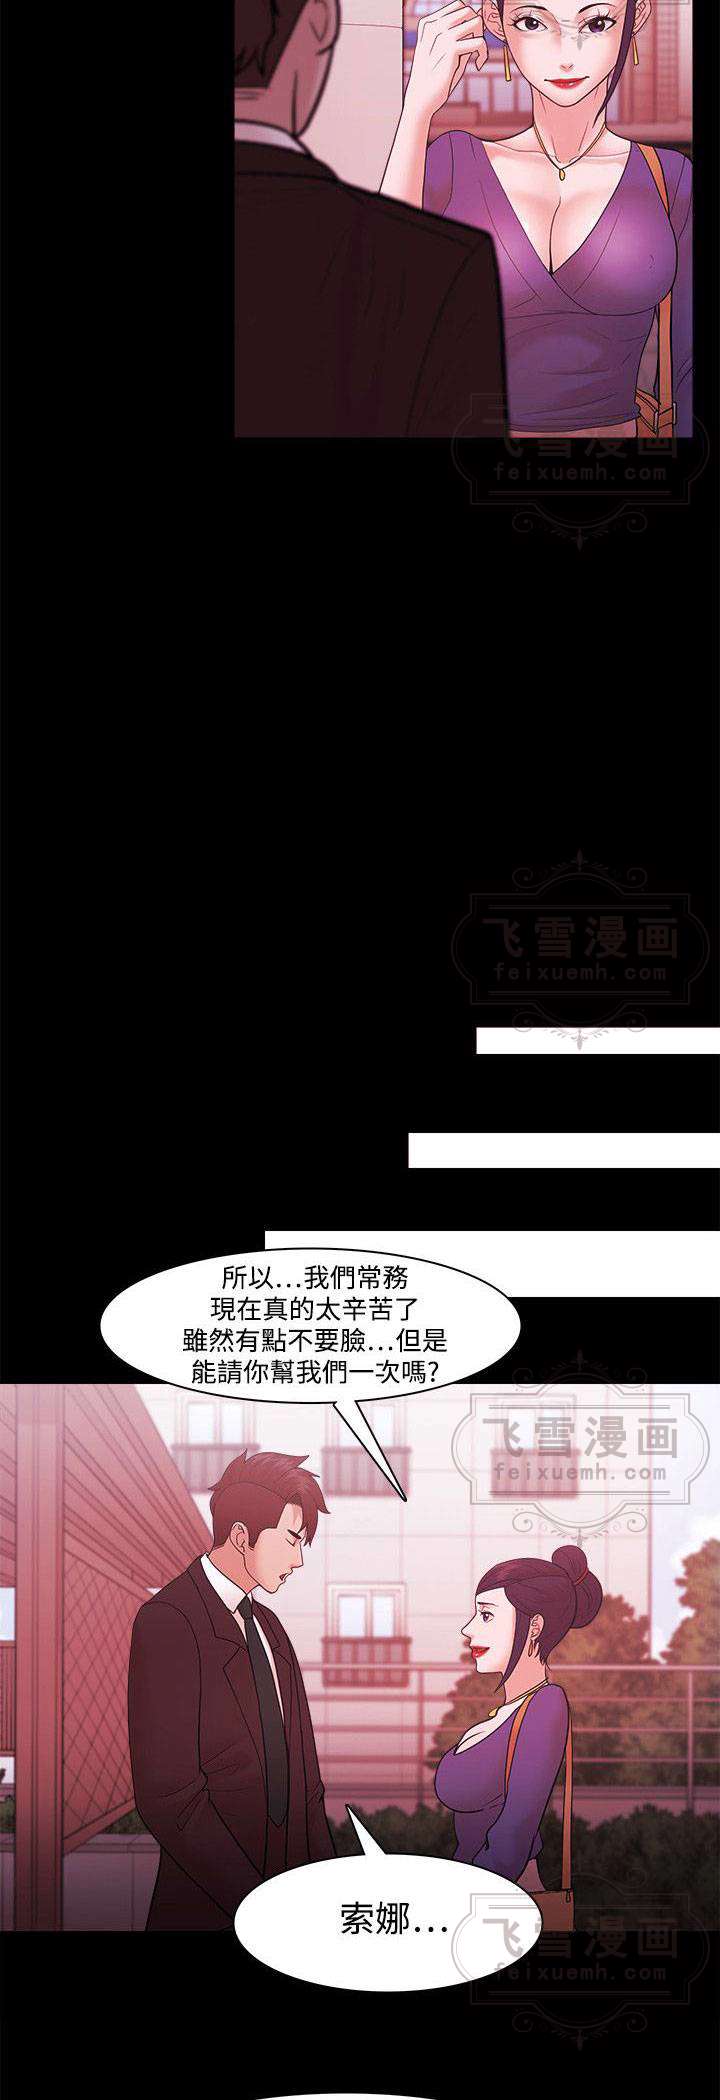 飞雪漫画
feixuemh.com
飞雪漫画
feixuemh.com
所以...我們常務
現在真的太辛苦了
雖然有點不要臉...但是
能請你幫我們一次嗎?
飞雪漫画
feixuemh.com
索娜...
飞雪漫画
feixuemh.com